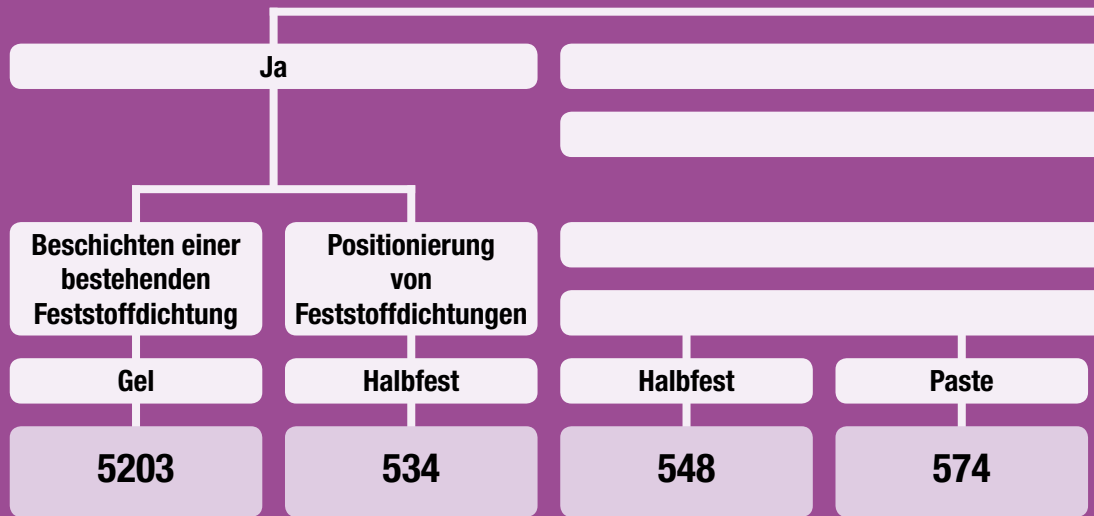 Ja
Beschichten einer
bestehenden
Feststoffdichtung
Positionierung
von
Feststoffdichtungen
Gel
Halbfest
Halbfest
Paste
5203
534
548
574